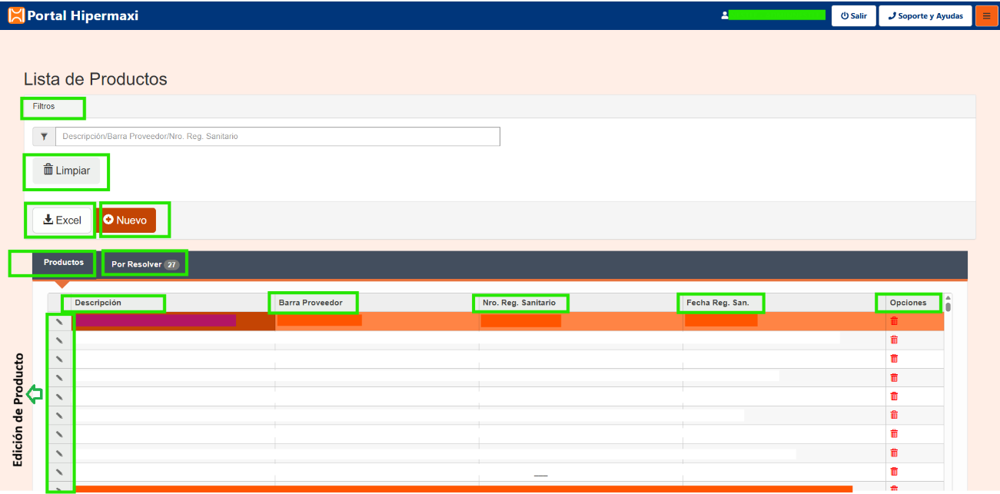 Portal Hipermaxi
Salir
Soporte y Ayudas
Lista de Productos
Filtros
Descripción/Barra Proveedor/Nro. Reg. Sanitario
Limpiar
Excel
Nuevo
Productos
Por Resolver 27
Descripción
Barra Proveedor
Nro. Reg. Sanitario
Fecha Reg. San.
Opciones
Edición de Producto